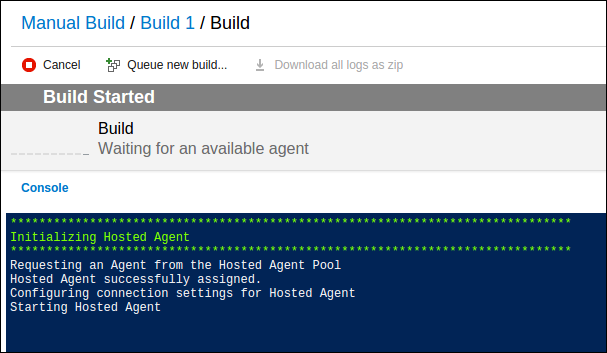 Manual Build / Build 1 / Build
Cancel Queue new build... Download all logs as zip
Build Started
Build
Waiting for an available agent
Console
******************************************************************************
Initializing Hosted Agent
******************************************************************************
Requesting an Agent from the Hosted Agent Pool
Hosted Agent successfully assigned.
Configuring connection settings for Hosted Agent
Starting Hosted Agent